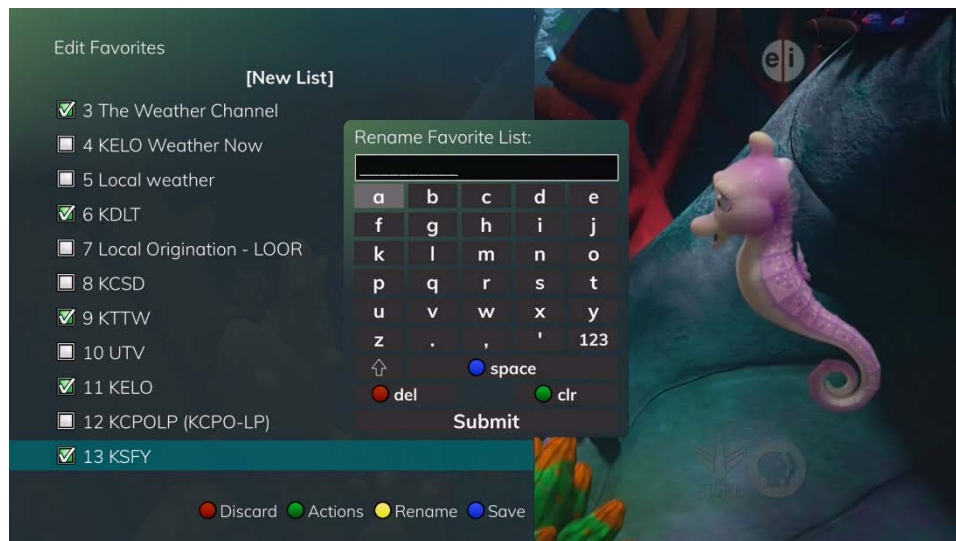 Edit Favorites
[New List]
3 The Weather Channel
4 KELO Weather Now
5 Local weather
6 KDLT
7 Local Origination - LOOR
8 KCSD
9 KTTW
10 UTV
11 KELO
12 KCPOLP (KCPO-LP)
13 KSFY
Discard Actions Rename Save
Rename Favorite List:
__________
a b c d e
f g h i j
k l m n o
p q r s t
u v w x y
z . , ' 123
space
del clr
Submit
e i